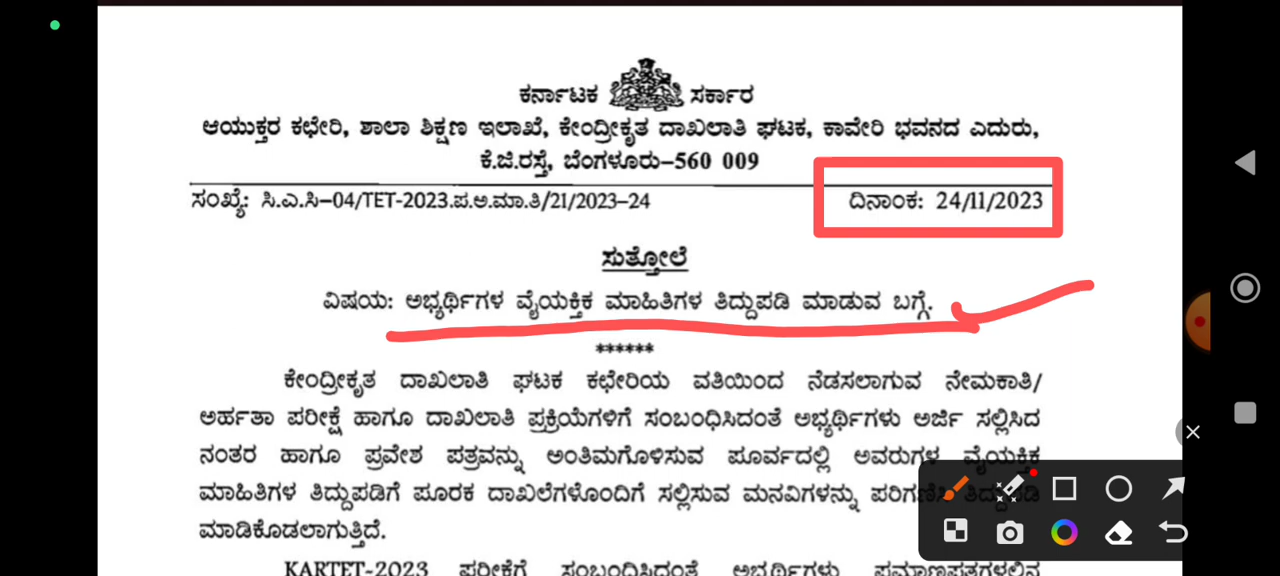 ಕರ್ನಾಟಕ ಸರ್ಕಾರ
ಆಯುಕ್ತರ ಕಛೇರಿ, ಶಾಲಾ ಶಿಕ್ಷಣ ಇಲಾಖೆ, ಕೇಂದ್ರೀಕೃತ ದಾಖಲಾತಿ ಘಟಕ, ಕಾವೇರಿ ಭವನದ ಎದುರು,
ಕೆ.ಜಿ.ರಸ್ತೆ, ಬೆಂಗಳೂರು-560 009
ಸಂಖ್ಯೆ: ಸಿ.ಎ.ಸಿ-04/TET-2023.ಪ.ಅ.ಮಾ.ತಿ/21/2023-24 ದಿನಾಂಕ: 24/11/2023
ಸುತ್ತೋಲೆ
ವಿಷಯ: ಅಭ್ಯರ್ಥಿಗಳ ವೈಯಕ್ತಿಕ ಮಾಹಿತಿಗಳ ತಿದ್ದುಪಡಿ ಮಾಡುವ ಬಗ್ಗೆ.
******
ಕೇಂದ್ರೀಕೃತ ದಾಖಲಾತಿ ಘಟಕ ಕಛೇರಿಯ ವತಿಯಿಂದ ನೆಡಸಲಾಗುವ ನೇಮಕಾತಿ/
ಅರ್ಹತಾ ಪರೀಕ್ಷೆ ಹಾಗೂ ದಾಖಲಾತಿ ಪ್ರಕ್ರಿಯೆಗಳಿಗೆ ಸಂಬಂಧಿಸಿದಂತೆ ಅಭ್ಯರ್ಥಿಗಳು ಅರ್ಜಿ ಸಲ್ಲಿಸಿದ
ನಂತರ ಹಾಗೂ ಪ್ರವೇಶ ಪತ್ರವನ್ನು ಅಂತಿಮಗೊಳಿಸುವ ಪೂರ್ವದಲ್ಲಿ ಅವರುಗಳ ವೈಯಕ್ತಿಕ
ಮಾಹಿತಿಗಳ ತಿದ್ದುಪಡಿಗೆ ಪೂರಕ ದಾಖಲೆಗಳೊಂದಿಗೆ ಸಲ್ಲಿಸುವ ಮನವಿಗಳನ್ನು ಪರಿಗಣಿಸಿ ತಿದ್ದುಪಡಿ
ಮಾಡಿಕೊಡಲಾಗುತ್ತಿದೆ.
KARTET-2023 ಪರೀಕ್ಷೆಗೆ ಸಂಬಂಧಿಸಿದಂತೆ ಅಭ್ಯರ್ಥಿಗಳು ಪ್ರಮಾಣಪತ್ರಗಳಲ್ಲಿನ